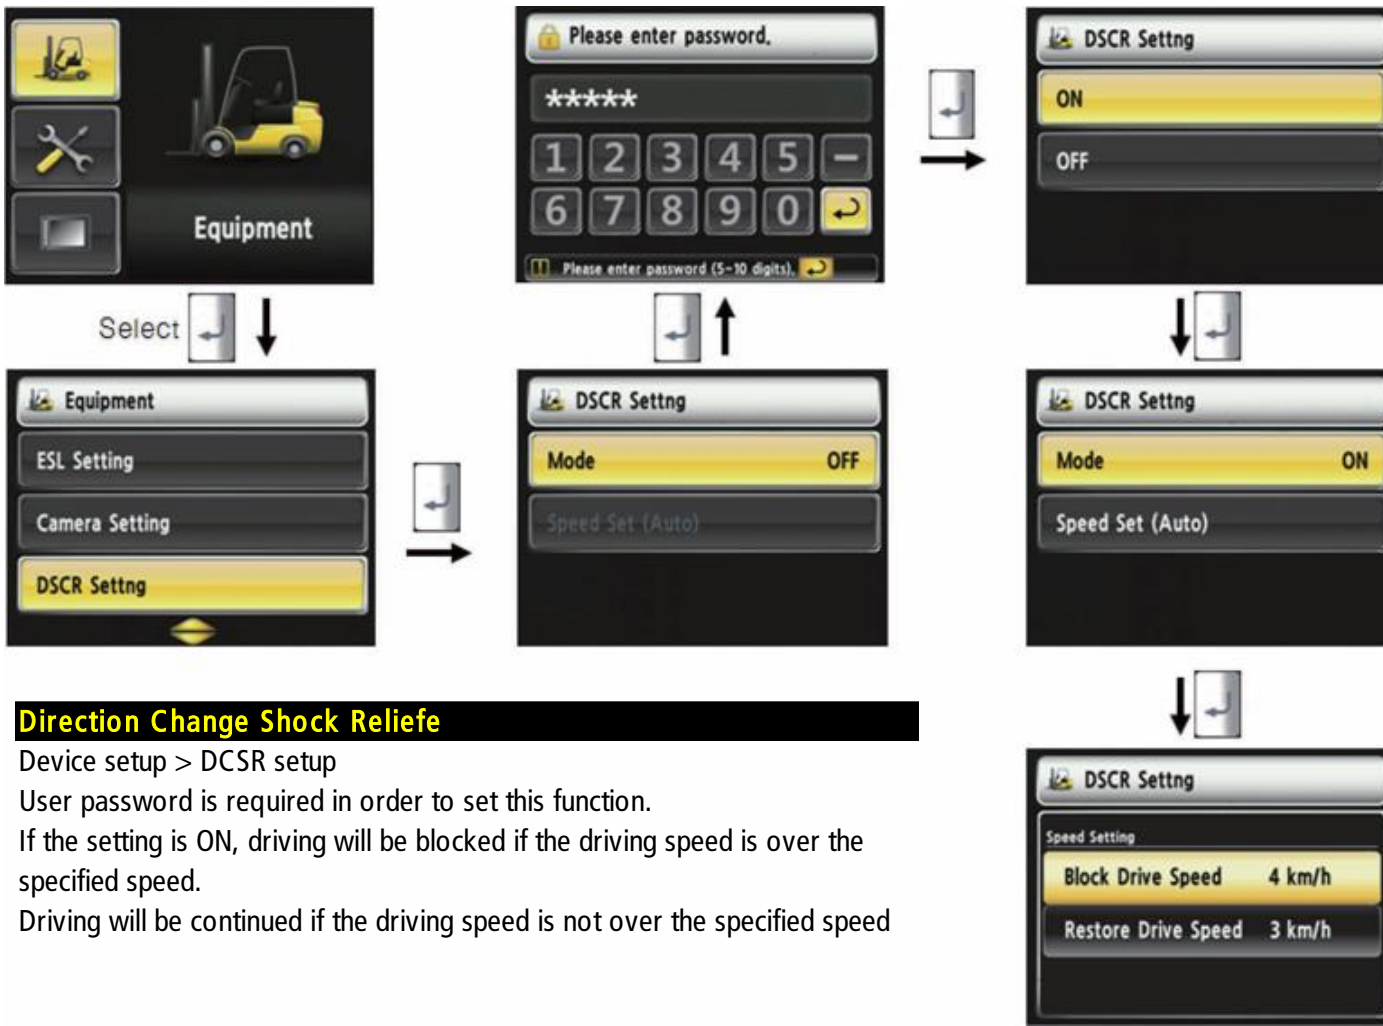 Equipment
Select
Equipment
ESL Setting
Camera Setting
DSCR Settng
DSCR Settng
Mode OFF
Speed Set (Auto)
Please enter password.
*****
1 2 3 4 5 –
6 7 8 9 0
Please enter password (5-10 digits).
DSCR Settng
ON
OFF
DSCR Settng
Mode ON
Speed Set (Auto)
DSCR Settng
Speed Setting
Block Drive Speed 4 km/h
Restore Drive Speed 3 km/h
Direction Change Shock Reliefe
Device setup > DCSR setup
User password is required in order to set this function.
If the setting is ON, driving will be blocked if the driving speed is over the
specified speed.
Driving will be continued if the driving speed is not over the specified speed